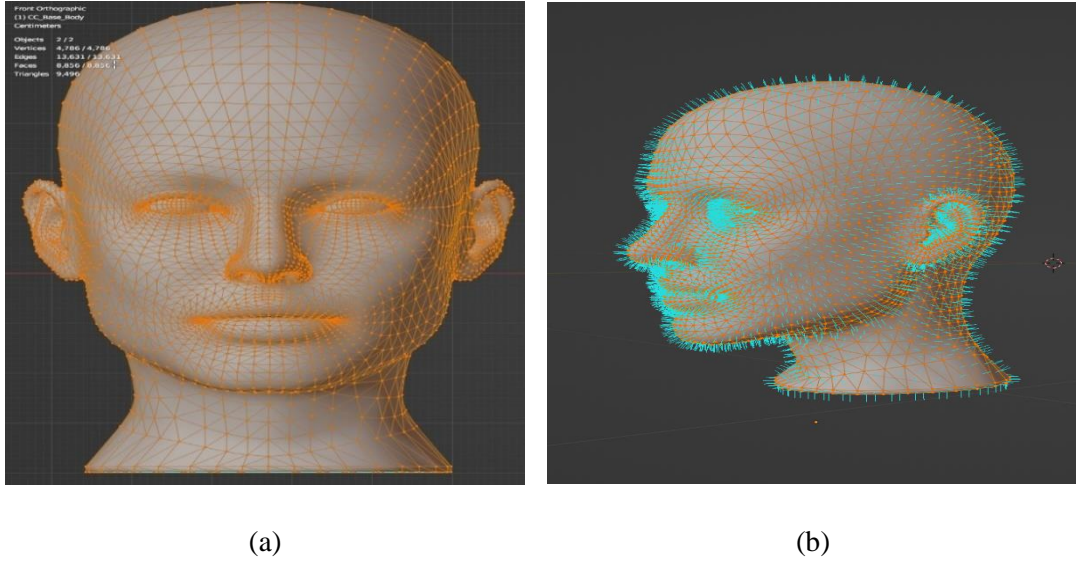 Front Orthographic
(1) CC_Base_Body
Centimeters
Objects 2 / 2
Vertices 4,786 / 4,786
Edges 13,631 / 13,631
Faces 8,856 / 8,856
Triangles 9,496
(a) (b)